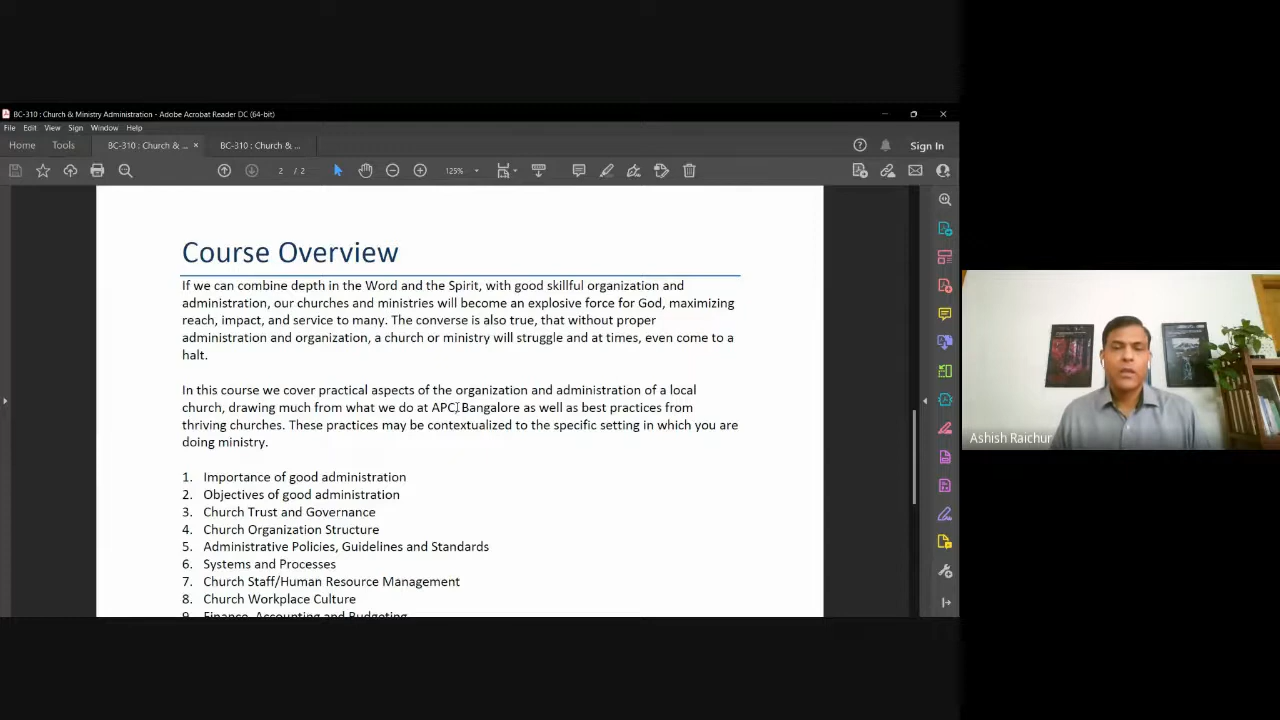 BC-310 : Church & Ministry Administration - Adobe Acrobat Reader DC (64-bit)
File Edit View Sign Window Help
Home Tools BC-310 : Church & ... × BC-310 : Church & ... Sign In
2 / 2 125%
Course Overview
If we can combine depth in the Word and the Spirit, with good skillful organization and
administration, our churches and ministries will become an explosive force for God, maximizing
reach, impact, and service to many. The converse is also true, that without proper
administration and organization, a church or ministry will struggle and at times, even come to a
halt.
In this course we cover practical aspects of the organization and administration of a local
church, drawing much from what we do at APC, Bangalore as well as best practices from
thriving churches. These practices may be contextualized to the specific setting in which you are
doing ministry.
1. Importance of good administration
2. Objectives of good administration
3. Church Trust and Governance
4. Church Organization Structure
5. Administrative Policies, Guidelines and Standards
6. Systems and Processes
7. Church Staff/Human Resource Management
8. Church Workplace Culture
9. Finance, Accounting and Budgeting
Ashish Raichur